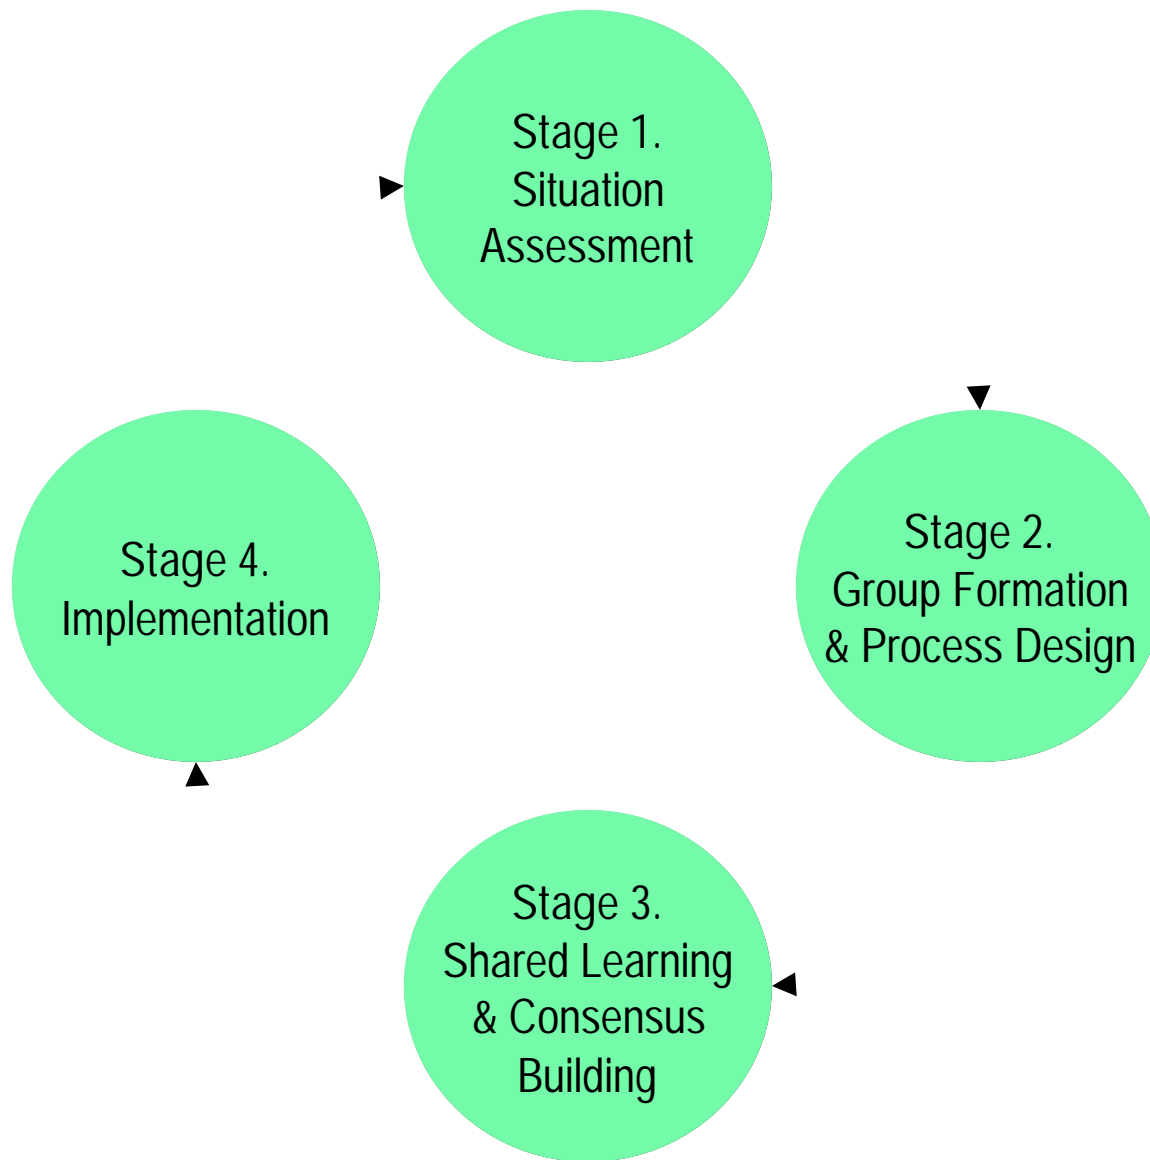 Stage 1.
Situation
Assessment
Stage 2.
Group Formation
& Process Design
Stage 3.
Shared Learning
& Consensus
Building
Stage 4.
Implementation